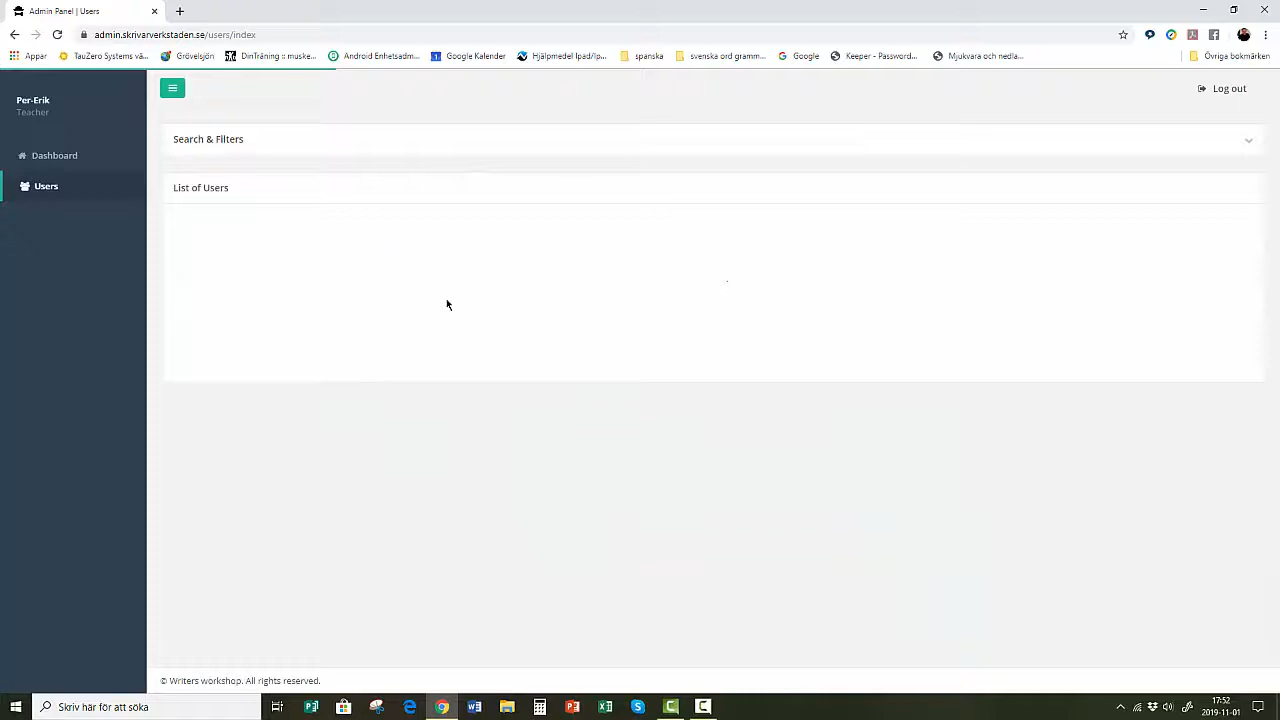 Admin Panel | Users
admin.skrivarverkstaden.se/users/index
Appar
TauZero Systems vä...
Grövelsjön
DinTräning :: muske...
Android Enhetsadm...
Google Kalender
Hjälpmedel Ipad/Ip...
spanska
svenska ord gramm...
Google
Keeper - Password...
Mjukvara och nedla...
Övriga bokmärken
Per-Erik
Teacher
Log out
Dashboard
Users
Search & Filters
List of Users
© Writers workshop. All rights reserved.
Skriv här för att söka
17:52
2019-11-01